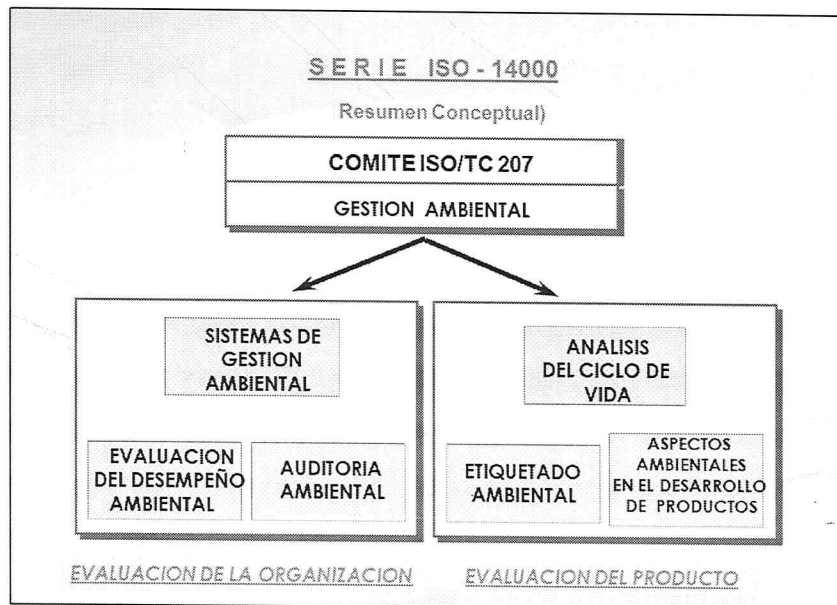 SERIE ISO - 14000
Resumen Conceptual)
COMITE ISO/TC 207
GESTION AMBIENTAL
SISTEMAS DE
GESTION
AMBIENTAL
EVALUACION
DEL DESEMPEÑO
AMBIENTAL
AUDITORIA
AMBIENTAL
EVALUACION DE LA ORGANIZACION
ANALISIS
DEL CICLO DE
VIDA
ETIQUETADO
AMBIENTAL
ASPECTOS
AMBIENTALES
EN EL DESARROLLO
DE PRODUCTOS
EVALUACION DEL PRODUCTO